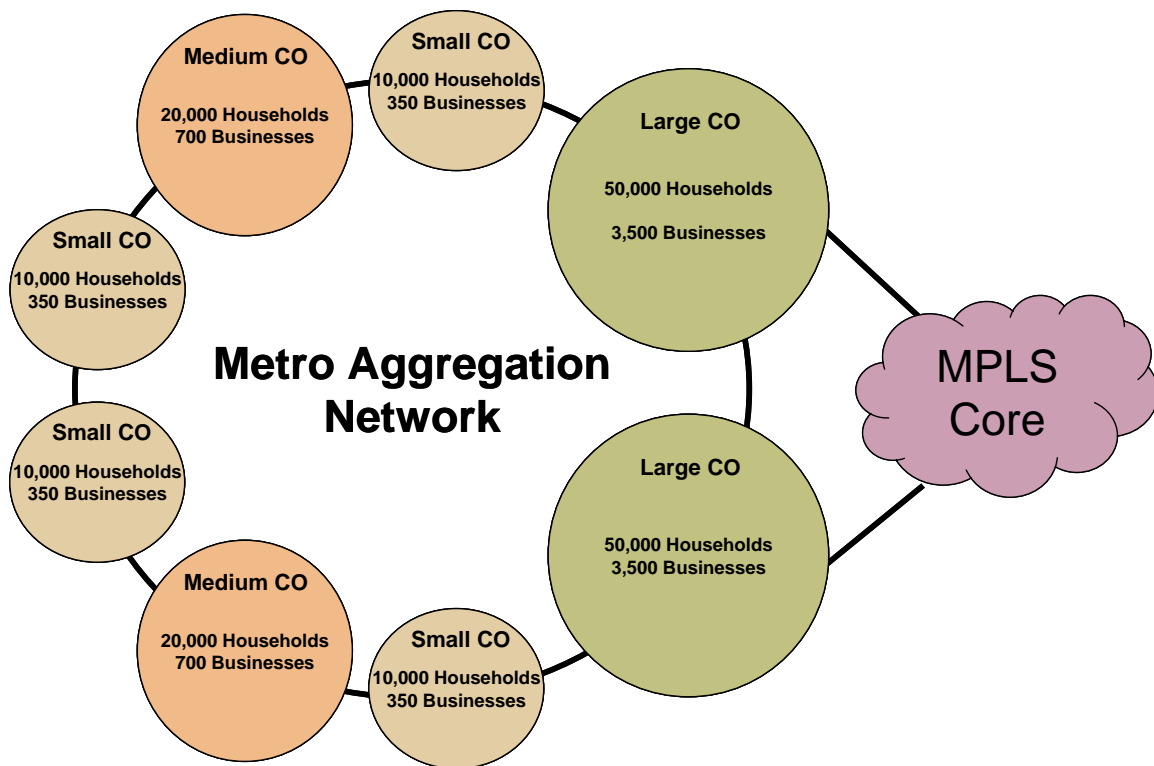 Small CO
10,000 Households
350 Businesses
Medium CO
20,000 Households
700 Businesses
Large CO
50,000 Households
3,500 Businesses
Small CO
10,000 Households
350 Businesses
Metro Aggregation
Network
MPLS
Core
Small CO
10,000 Households
350 Businesses
Large CO
50,000 Households
3,500 Businesses
Medium CO
20,000 Households
700 Businesses
Small CO
10,000 Households
350 Businesses